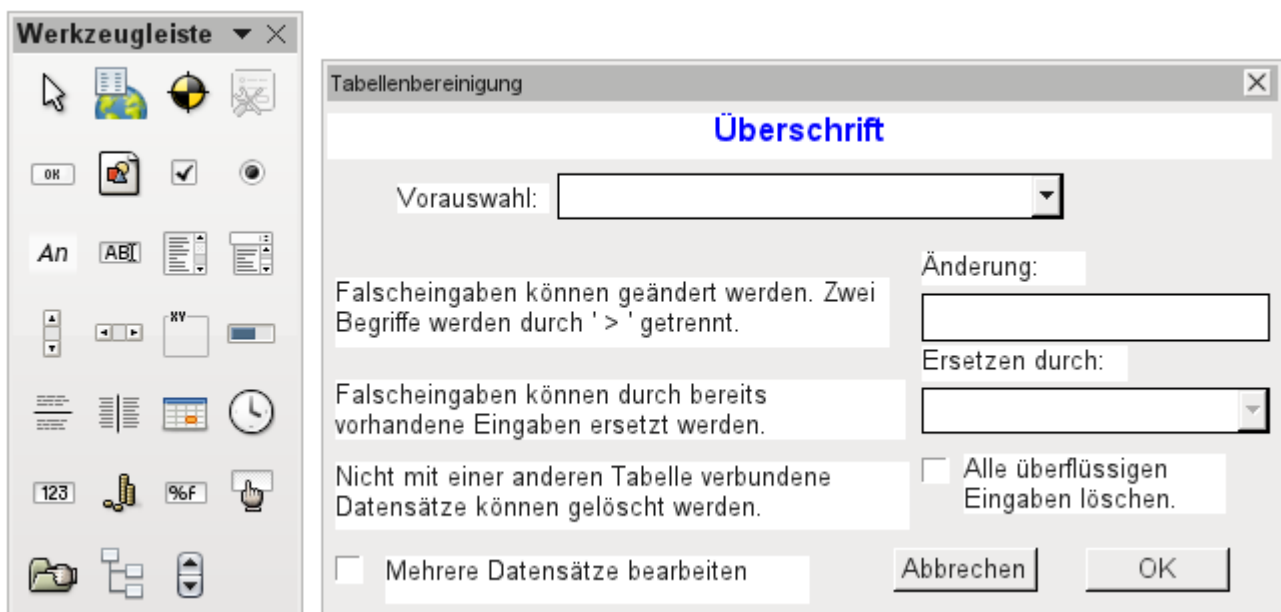 Werkzeugleiste
OK
An
ABI
XY
123
%F
Tabellenbereinigung
Überschrift
Vorauswahl:
Änderung:
Falscheingaben können geändert werden. Zwei
Begriffe werden durch ' > ' getrennt.
Ersetzen durch:
Falscheingaben können durch bereits
vorhandene Eingaben ersetzt werden.
Nicht mit einer anderen Tabelle verbundene
Datensätze können gelöscht werden.
Alle überflüssigen
Eingaben löschen.
Mehrere Datensätze bearbeiten
Abbrechen
OK